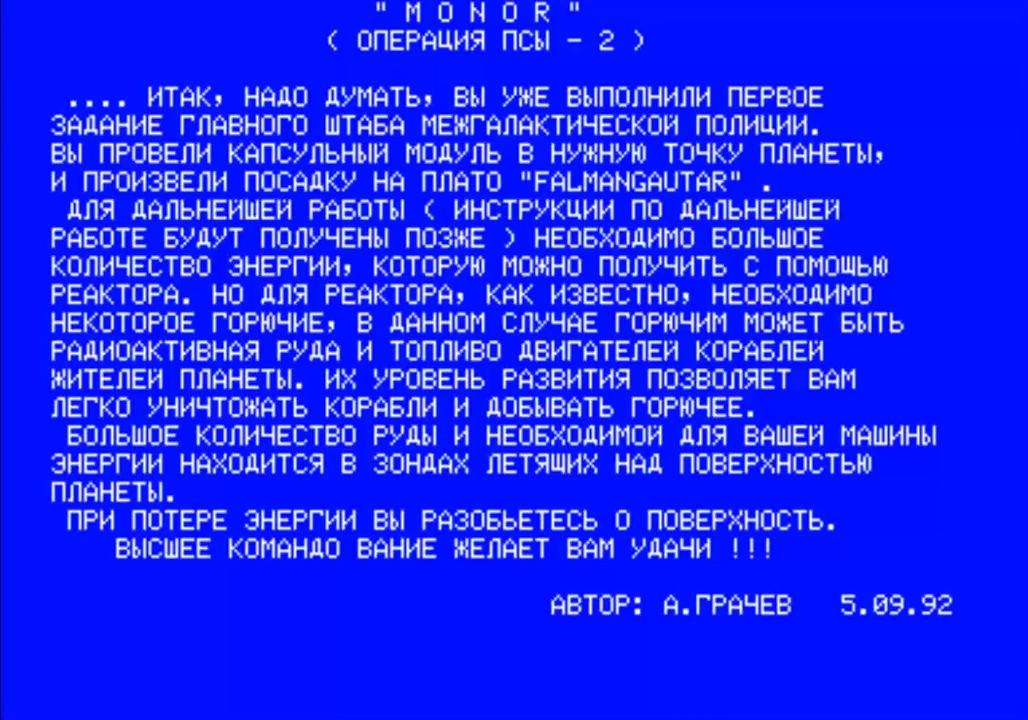 " M O N O R "
( ОПЕРАЦИЯ ПСЫ - 2 )
.... ИТАК, НАДО ДУМАТЬ, ВЫ УЖЕ ВЫПОЛНИЛИ ПЕРВОЕ
ЗАДАНИЕ ГЛАВНОГО ШТАБА МЕЖГАЛАКТИЧЕСКОЙ ПОЛИЦИИ.
ВЫ ПРОВЕЛИ КАПСУЛЬНЫЙ МОДУЛЬ В НУЖНУЮ ТОЧКУ ПЛАНЕТЫ,
И ПРОИЗВЕЛИ ПОСАДКУ НА ПЛАТО "FALMANGAUTAR" .
ДЛЯ ДАЛЬНЕЙШЕЙ РАБОТЫ ( ИНСТРУКЦИИ ПО ДАЛЬНЕЙШЕЙ
РАБОТЕ БУДУТ ПОЛУЧЕНЫ ПОЗЖЕ ) НЕОБХОДИМО БОЛЬШОЕ
КОЛИЧЕСТВО ЭНЕРГИИ, КОТОРУЮ МОЖНО ПОЛУЧИТЬ С ПОМОЩЬЮ
РЕАКТОРА. НО ДЛЯ РЕАКТОРА, КАК ИЗВЕСТНО, НЕОБХОДИМО
НЕКОТОРОЕ ГОРЮЧИЕ, В ДАННОМ СЛУЧАЕ ГОРЮЧИМ МОЖЕТ БЫТЬ
РАДИОАКТИВНАЯ РУДА И ТОПЛИВО ДВИГАТЕЛЕЙ КОРАБЛЕЙ
ЖИТЕЛЕЙ ПЛАНЕТЫ. ИХ УРОВЕНЬ РАЗВИТИЯ ПОЗВОЛЯЕТ ВАМ
ЛЕГКО УНИЧТОЖАТЬ КОРАБЛИ И ДОБЫВАТЬ ГОРЮЧЕЕ.
БОЛЬШОЕ КОЛИЧЕСТВО РУДЫ И НЕОБХОДИМОЙ ДЛЯ ВАШЕЙ МАШИНЫ
ЭНЕРГИИ НАХОДИТСЯ В ЗОНДАХ ЛЕТЯЩИХ НАД ПОВЕРХНОСТЬЮ
ПЛАНЕТЫ.
ПРИ ПОТЕРЕ ЭНЕРГИИ ВЫ РАЗОБЬЕТЕСЬ О ПОВЕРХНОСТЬ.
ВЫСШЕЕ КОМАНДО ВАНИЕ ЖЕЛАЕТ ВАМ УДАЧИ !!!
АВТОР: А.ГРАЧЕВ 5.09.92